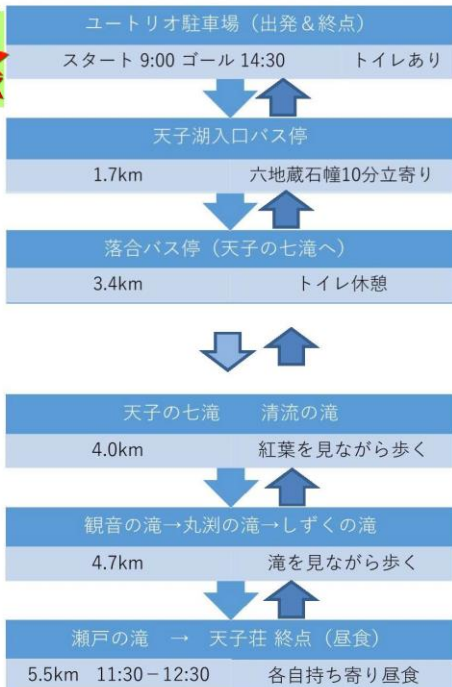 ユートリオ駐車場（出発＆終点）
スタート 9:00 ゴール 14:30 トイレあり
天子湖入口バス停
1.7km 六地蔵石幢10分立寄り
落合バス停（天子の七滝へ）
3.4km トイレ休憩
天子の七滝 清流の滝
4.0km 紅葉を見ながら歩く
観音の滝→丸渕の滝→しずくの滝
4.7km 滝を見ながら歩く
瀬戸の滝 → 天子荘 終点（昼食）
5.5km 11:30－12:30 各自持ち寄り昼食